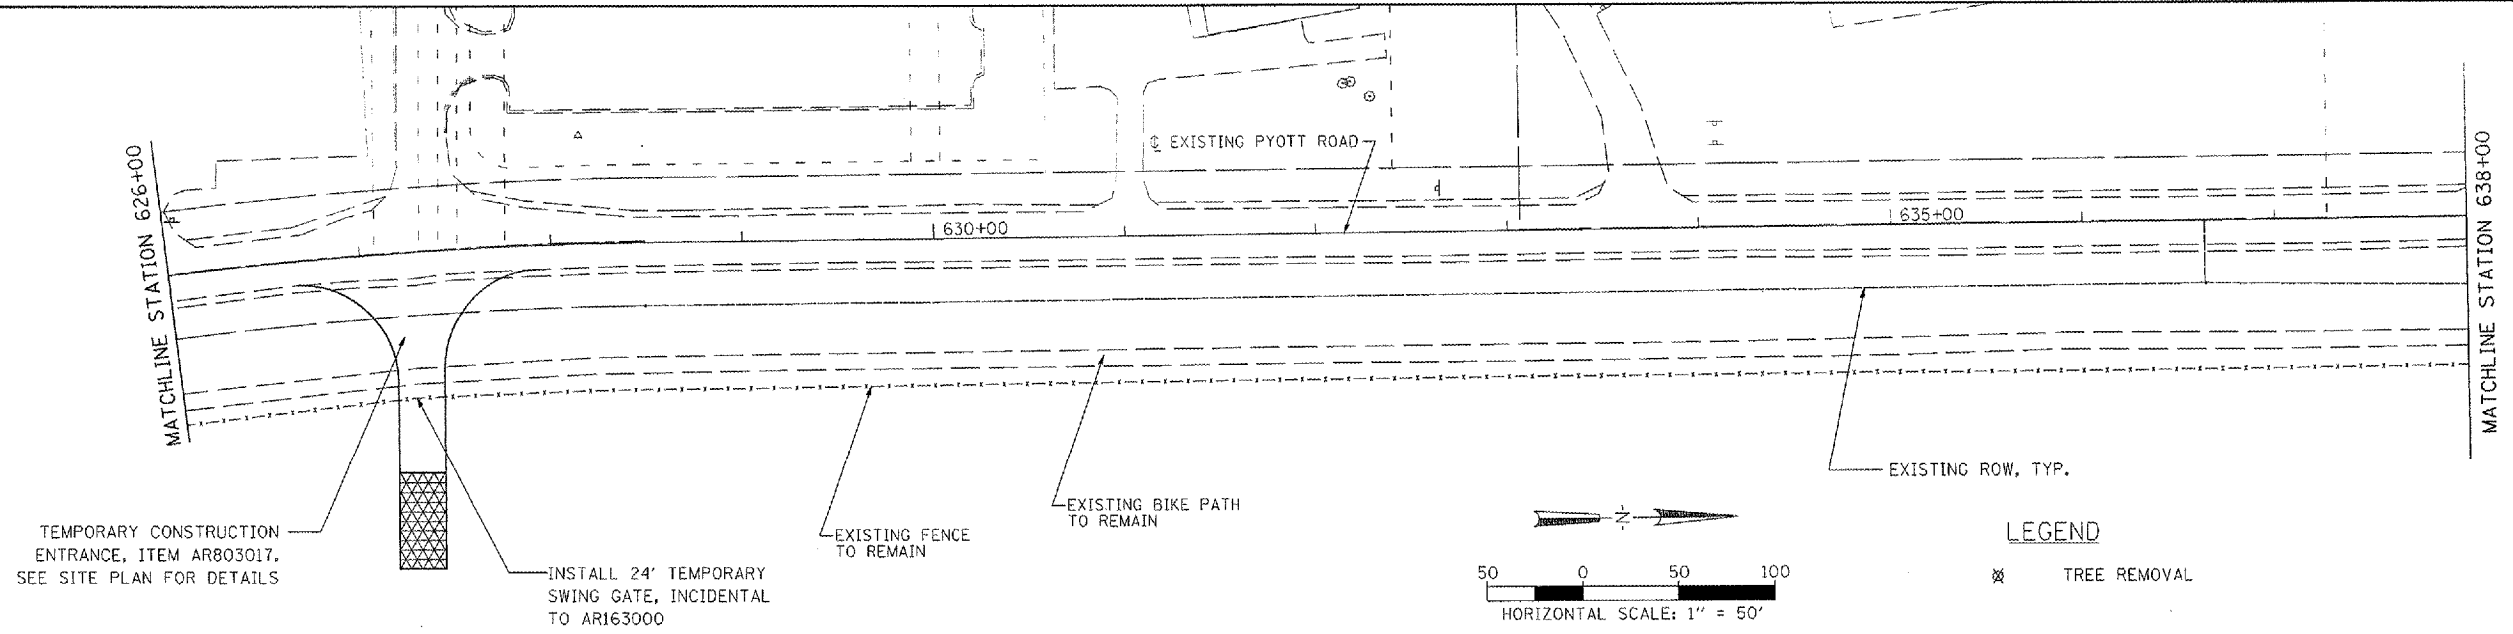 MATCHLINE STATION 626+00
℄ EXISTING PYOTT ROAD
630+00
635+00
MATCHLINE STATION 638+00
TEMPORARY CONSTRUCTION
ENTRANCE, ITEM AR803017.
SEE SITE PLAN FOR DETAILS
INSTALL 24' TEMPORARY
SWING GATE, INCIDENTAL
TO AR163000
EXISTING FENCE
TO REMAIN
EXISTING BIKE PATH
TO REMAIN
EXISTING ROW, TYP.
N
50 0 50 100
HORIZONTAL SCALE: 1" = 50'
LEGEND
TREE REMOVAL